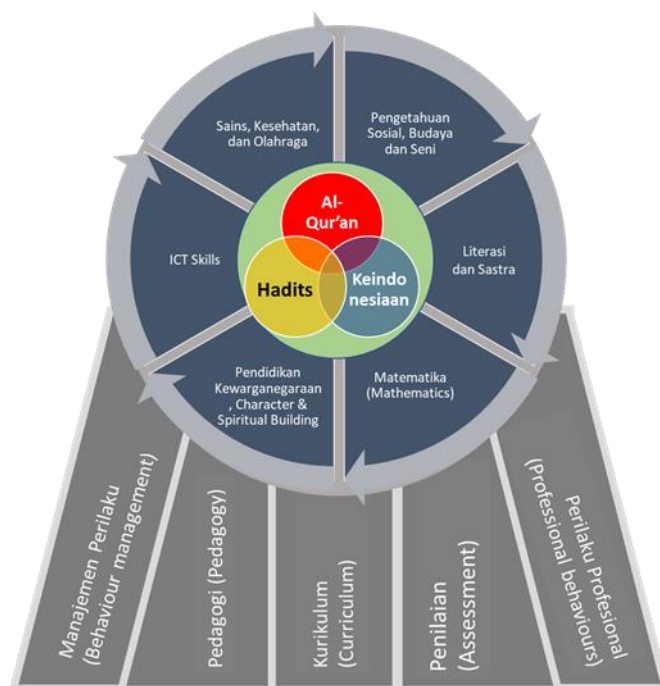 Sains, Kesehatan,
dan Olahraga
Pengetahuan
Sosial, Budaya
dan Seni
Al-
Qur'an
ICT Skills
Literasi
dan Sastra
Hadits
Keindo
nesiaan
Pendidikan
Kewarganegaraan
, Character &
Spiritual Building
Matematika
(Mathematics)
Manajemen Perilaku
(Behaviour management)
Pedagogi (Pedagogy)
Kurikulum
(Curriculum)
Penilaian
(Assessment)
Perilaku Profesional
(Professional behaviours)